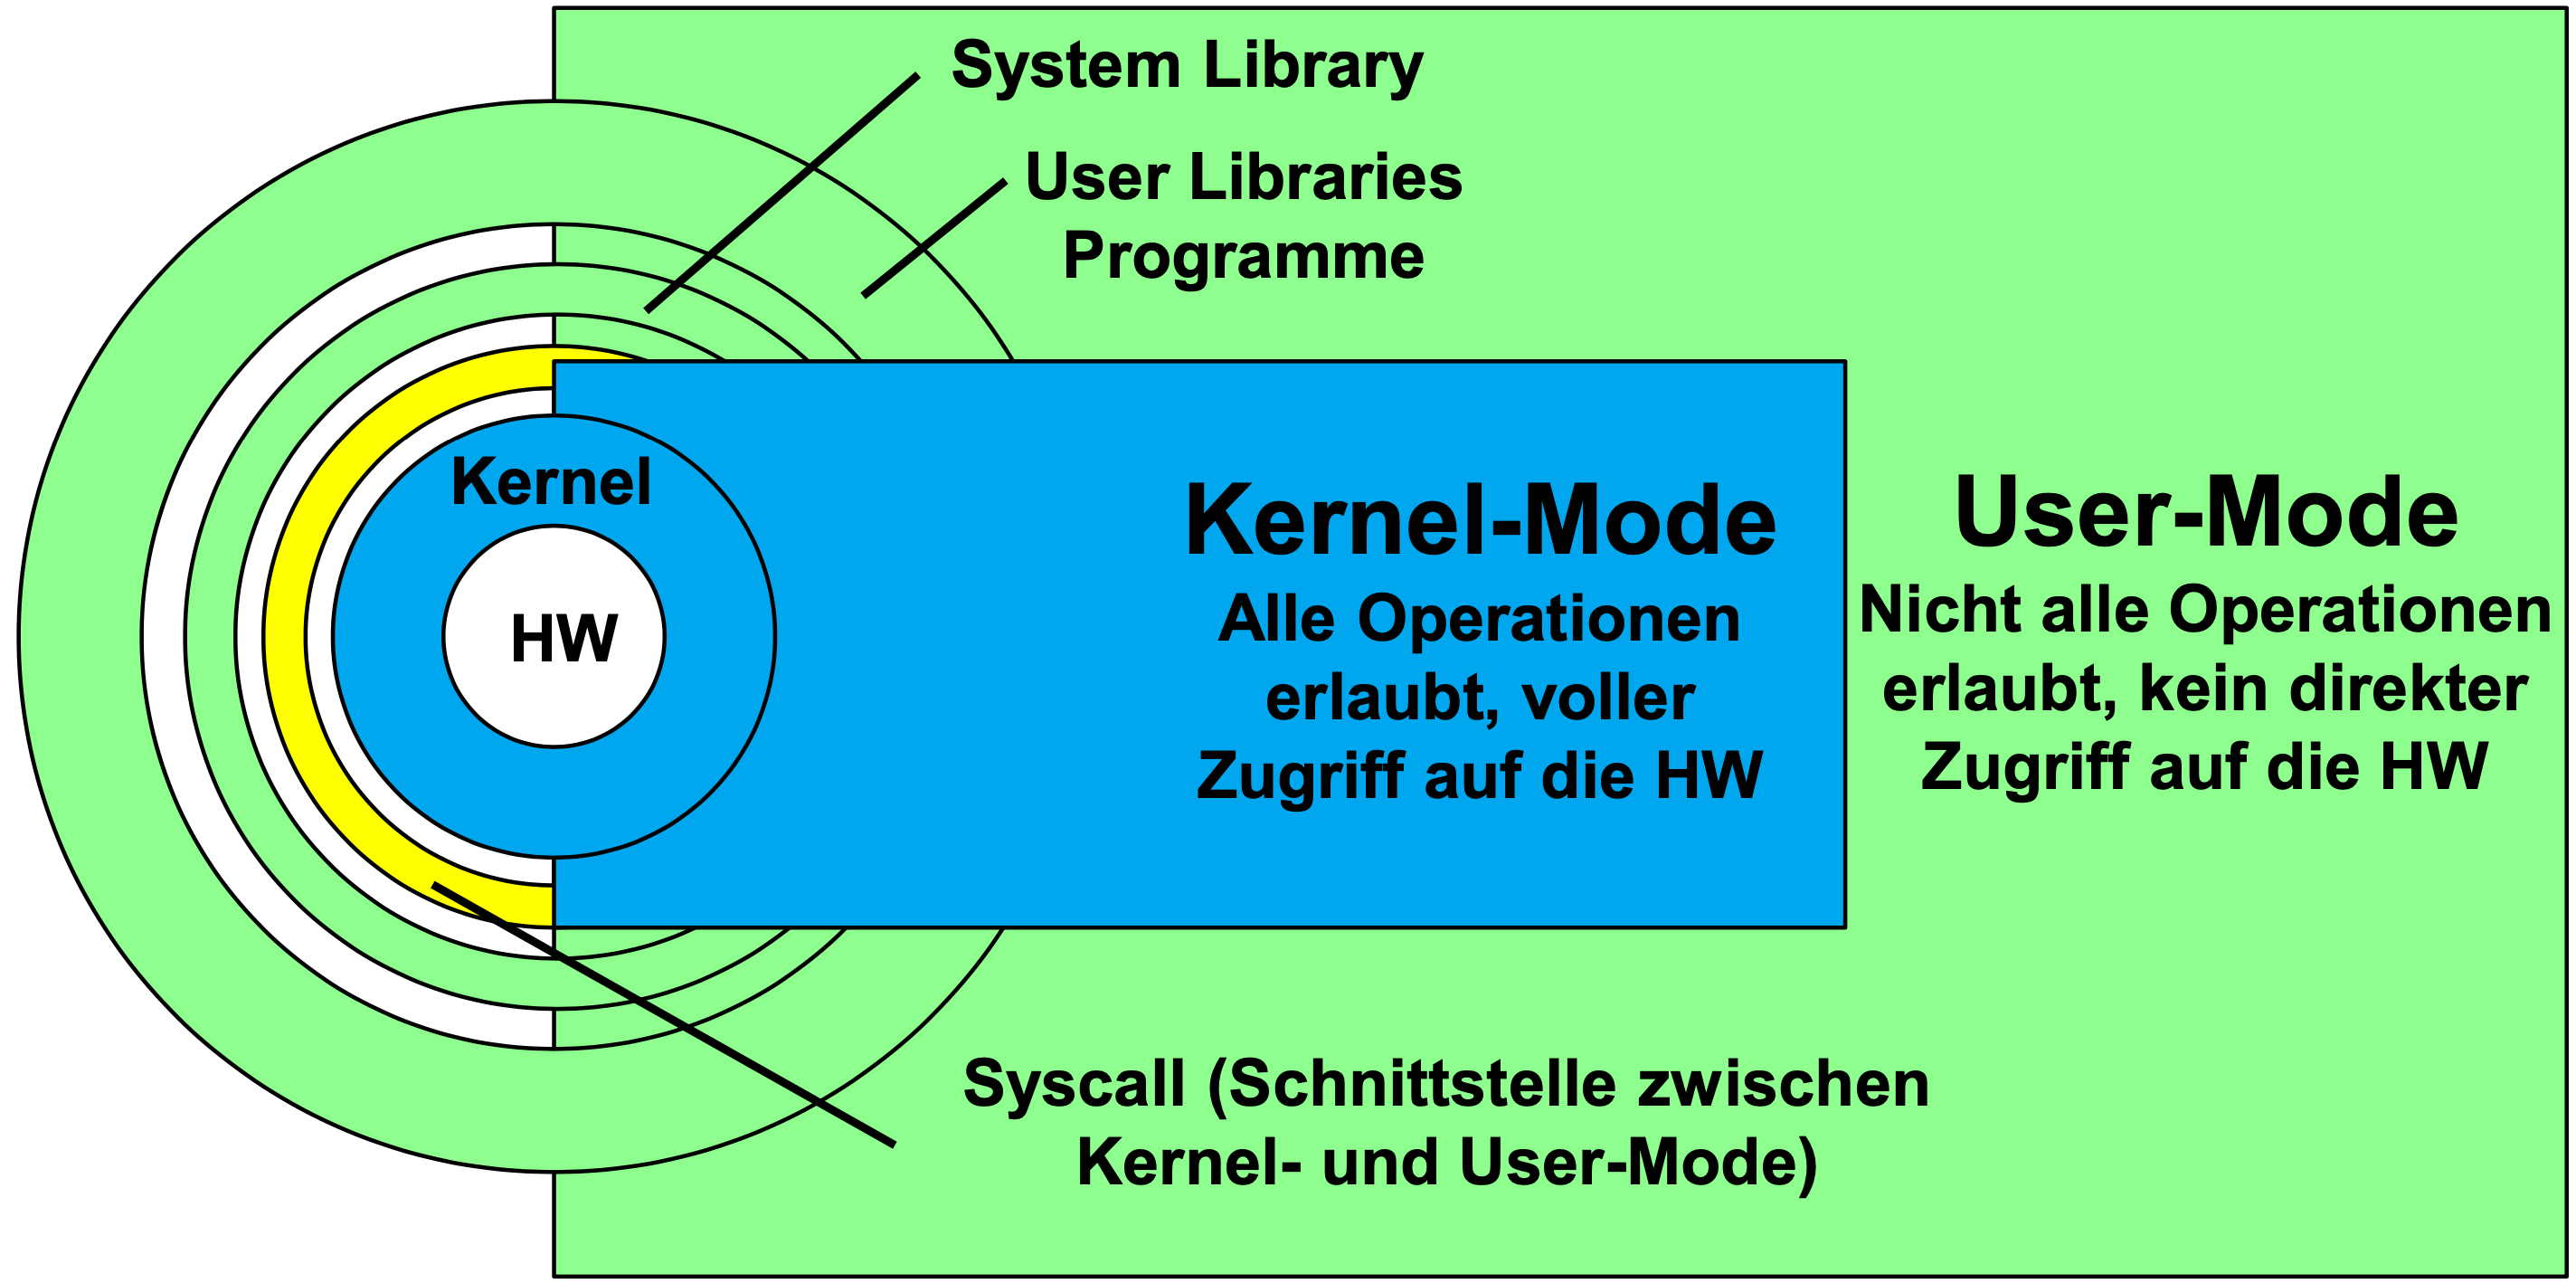 System Library
User Libraries
Programme
Kernel
HW
Kernel-Mode
Alle Operationen
erlaubt, voller
Zugriff auf die HW
User-Mode
Nicht alle Operationen
erlaubt, kein direkter
Zugriff auf die HW
Syscall (Schnittstelle zwischen
Kernel- und User-Mode)